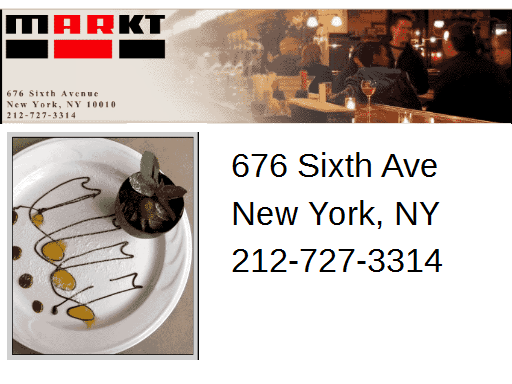 MARKT
676 Sixth Avenue
New York, NY 10010
212-727-3314
676 Sixth Ave
New York, NY
212-727-3314